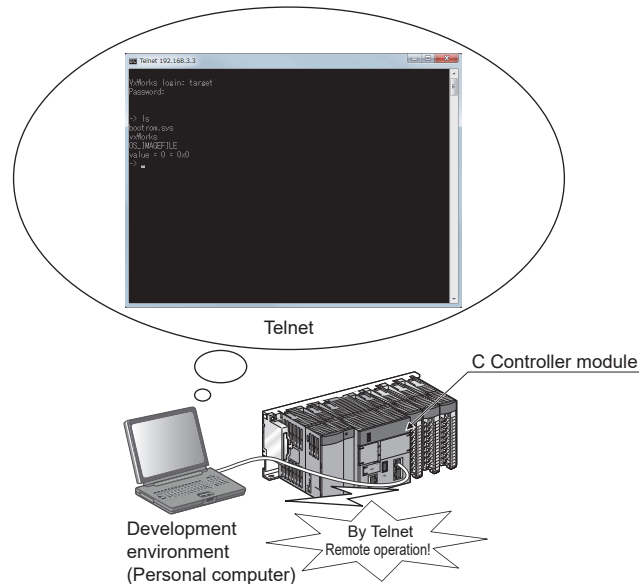 Telnet 192.168.3.3
VxWorks login: target
Password:
-> ls
bootrom.sys
vxWorks
OS_IMAGEFILE
value = 0 = 0x0
->
Telnet
C Controller module
Development
environment
(Personal computer)
By Telnet
Remote operation!